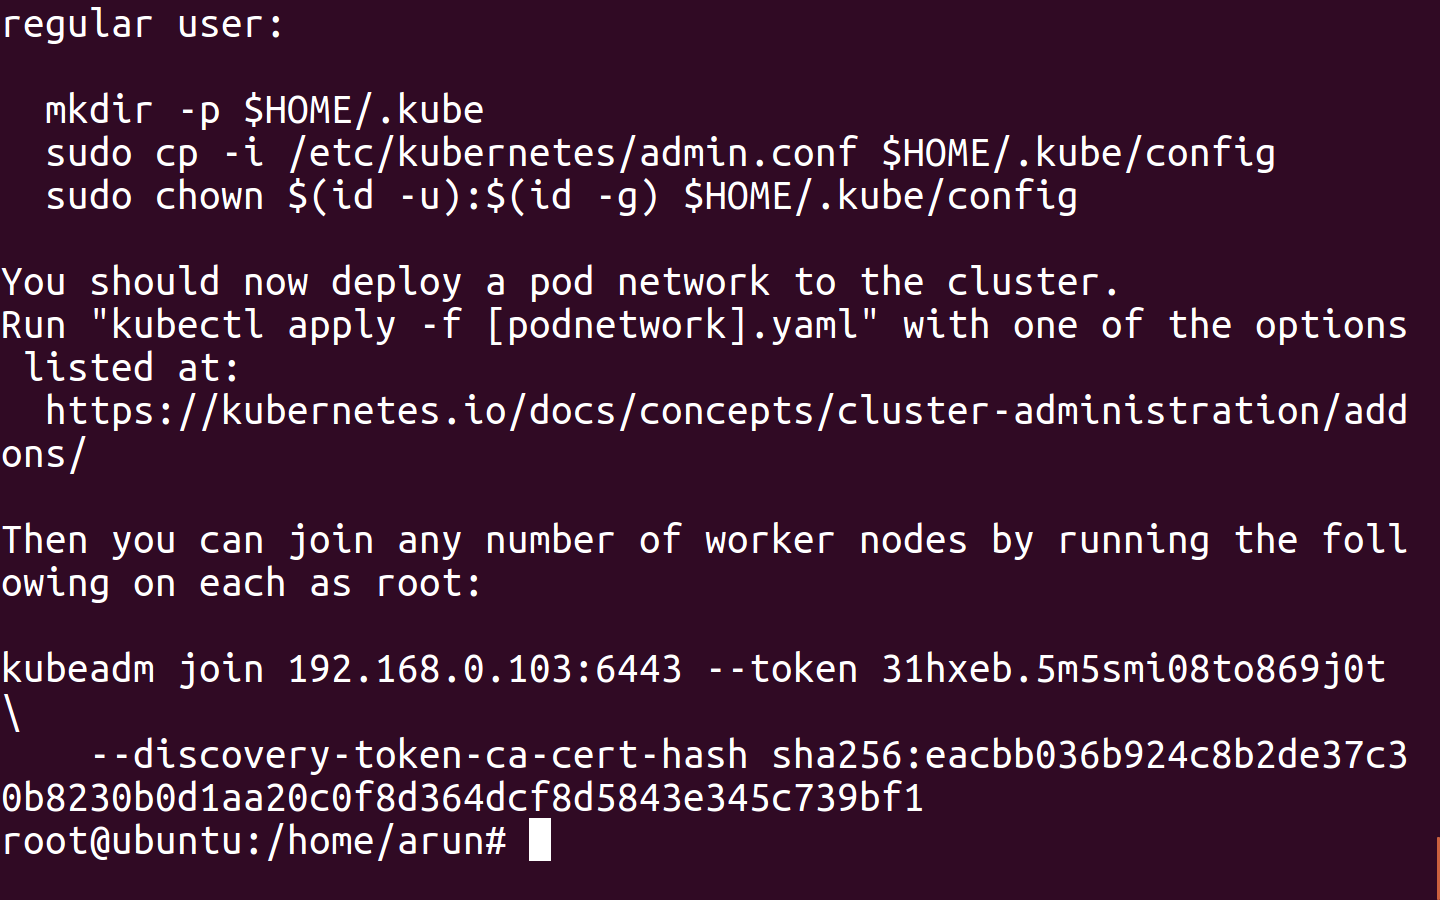 regular user:
mkdir -p $HOME/.kube
sudo cp -i /etc/kubernetes/admin.conf $HOME/.kube/config
sudo chown $(id -u):$(id -g) $HOME/.kube/config
You should now deploy a pod network to the cluster.
Run "kubectl apply -f [podnetwork].yaml" with one of the options
listed at:
https://kubernetes.io/docs/concepts/cluster-administration/add
ons/
Then you can join any number of worker nodes by running the foll
owing on each as root:
kubeadm join 192.168.0.103:6443 --token 31hxeb.5m5smi08to869j0t
\
--discovery-token-ca-cert-hash sha256:eacbb036b924c8b2de37c3
0b8230b0d1aa20c0f8d364dcf8d5843e345c739bf1
root@ubuntu:/home/arun#